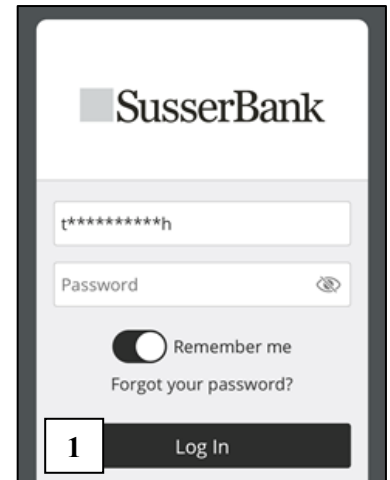 SusserBank
t**********h
Password
Remember me
Forgot your password?
1 Log In